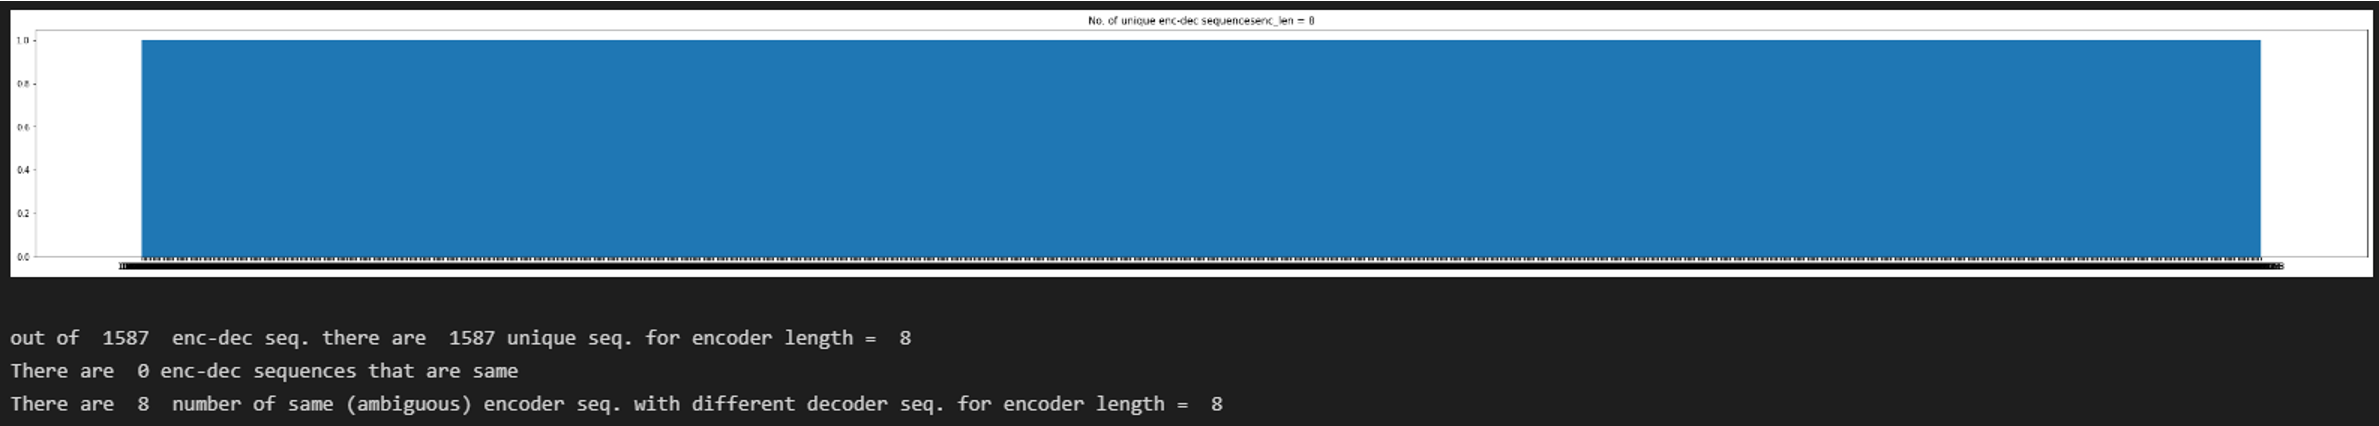 No. of unique enc-dec sequencesenc_len = 8
1.0
0.8
0.6
0.4
0.2
0.0
out of  1587  enc-dec seq. there are  1587 unique seq. for encoder length =  8
There are  0 enc-dec sequences that are same
There are  8  number of same (ambiguous) encoder seq. with different decoder seq. for encoder length =  8